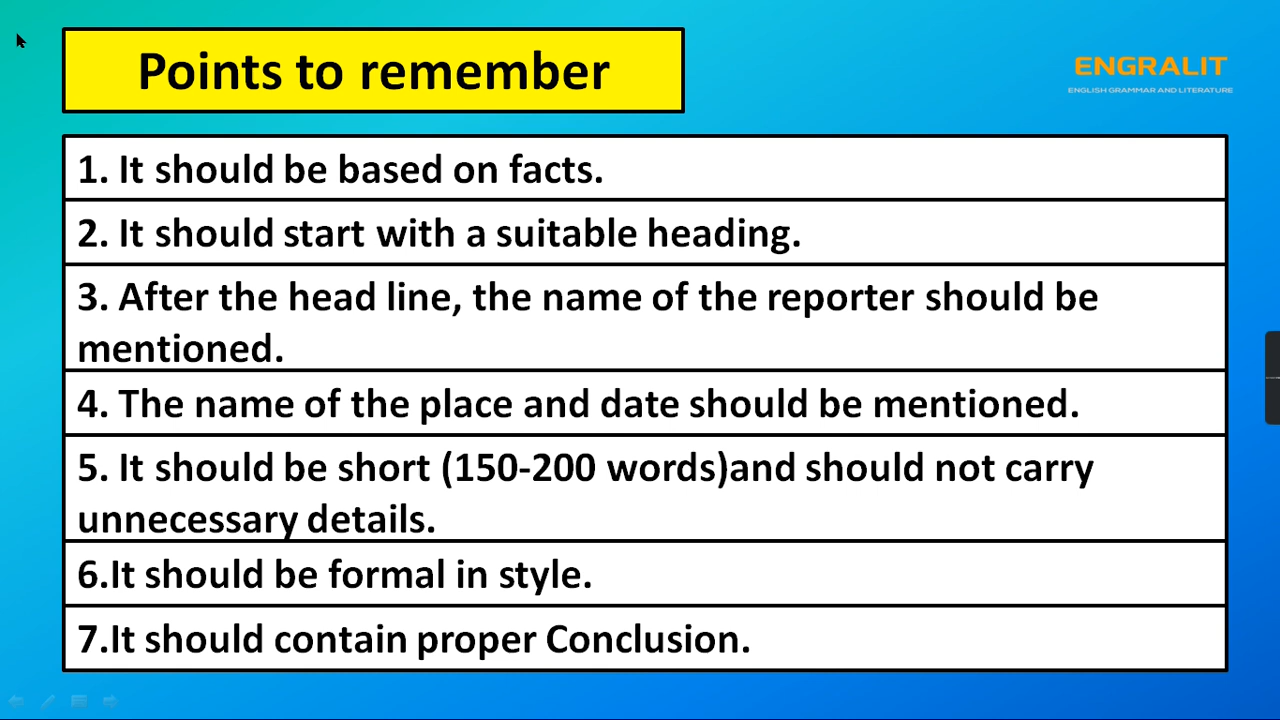 Points to remember
ENGRALIT
ENGLISH GRAMMAR AND LITERATURE
1. It should be based on facts.
2. It should start with a suitable heading.
3. After the head line, the name of the reporter should be
mentioned.
4. The name of the place and date should be mentioned.
5. It should be short (150-200 words)and should not carry
unnecessary details.
6.It should be formal in style.
7.It should contain proper Conclusion.